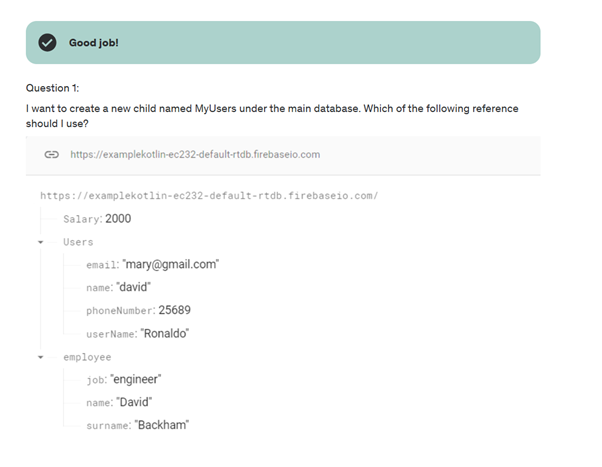 Good job!
Question 1:
I want to create a new child named MyUsers under the main database. Which of the following reference
should I use?
https://examplekotlin-ec232-default-rtdb.firebaseio.com
https://examplekotlin-ec232-default-rtdb.firebaseio.com/
Salary: 2000
Users
email: "mary@gmail.com"
name: "david"
phoneNumber: 25689
userName: "Ronaldo"
employee
job: "engineer"
name: "David"
surname: "Backham"